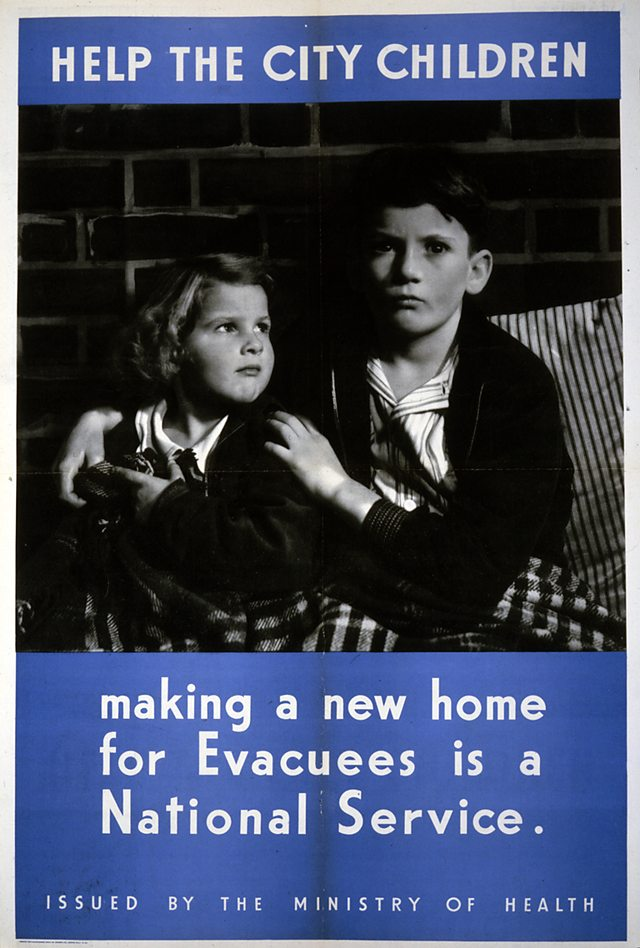 HELP THE CITY CHILDREN
making a new home
for Evacuees is a
National Service.
ISSUED BY THE MINISTRY OF HEALTH